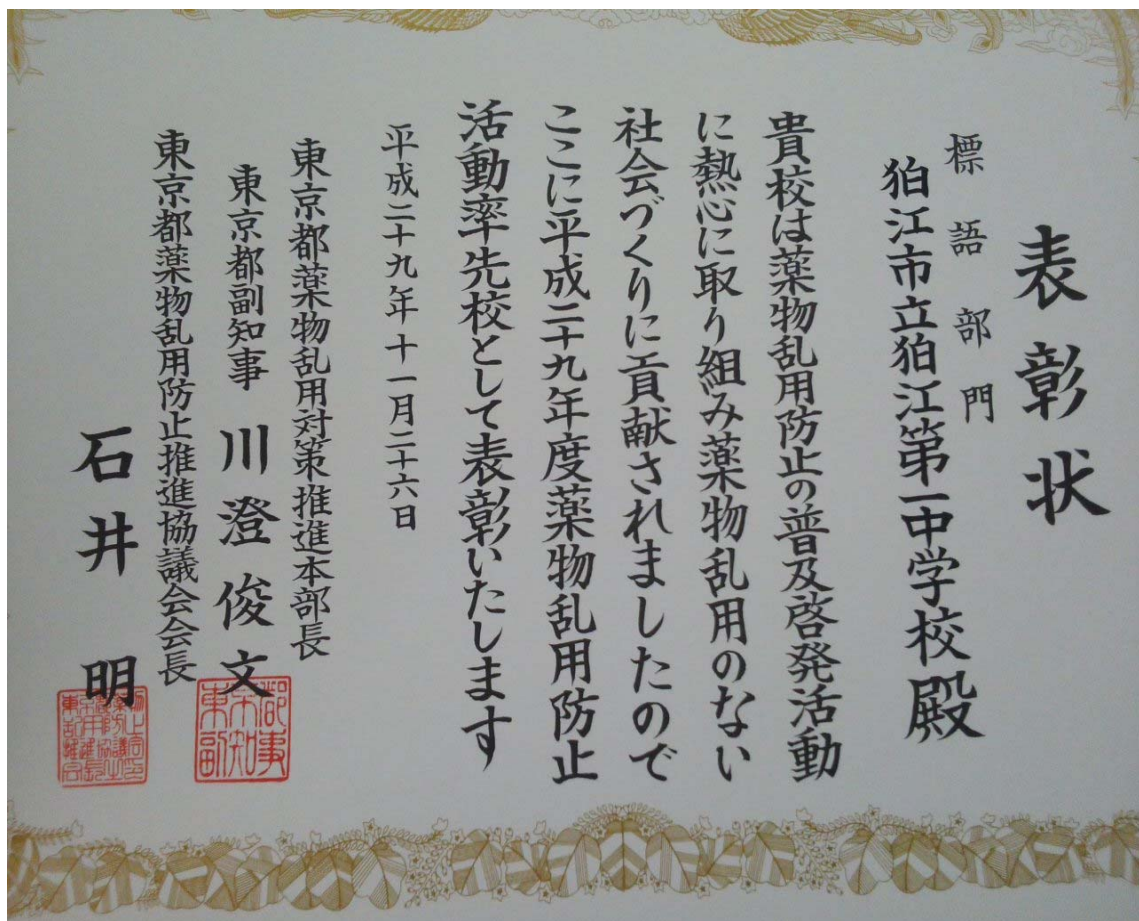 表彰状
標語部門
狛江市立狛江第一中学校殿
貴校は薬物乱用防止の普及啓発活動
に熱心に取り組み薬物乱用のない
社会づくりに貢献されましたので
ここに平成二十九年度薬物乱用防止
活動率先校として表彰いたします
平成二十九年十一月二十六日
東京都薬物乱用対策推進本部長
東京都副知事 川澄俊文
東京都薬物乱用防止推進協議会会長
石井 明